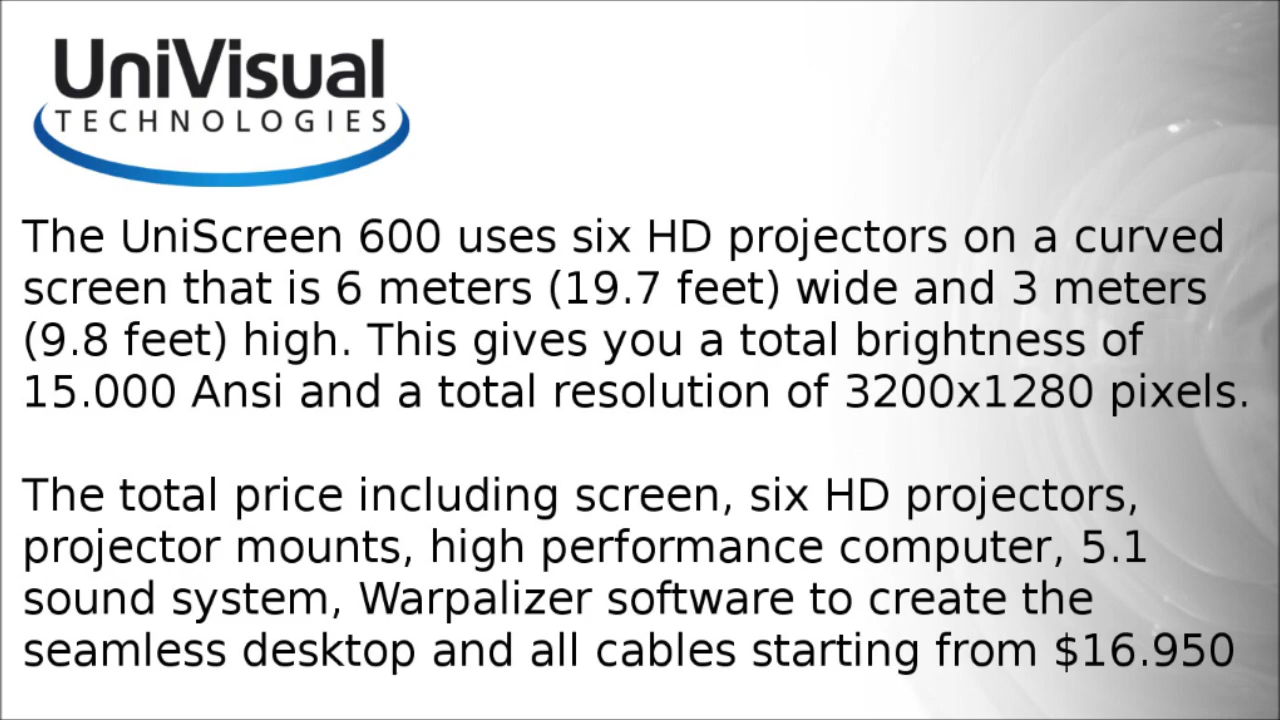 UniVisual
TECHNOLOGIES
The UniScreen 600 uses six HD projectors on a curved
screen that is 6 meters (19.7 feet) wide and 3 meters
(9.8 feet) high. This gives you a total brightness of
15.000 Ansi and a total resolution of 3200x1280 pixels.
The total price including screen, six HD projectors,
projector mounts, high performance computer, 5.1
sound system, Warpalizer software to create the
seamless desktop and all cables starting from $16.950